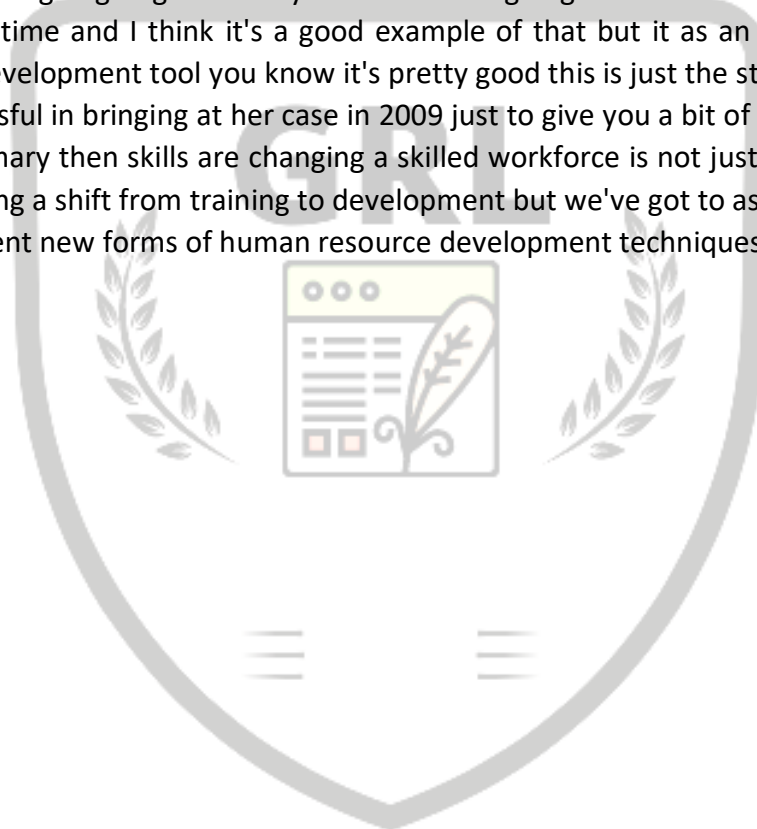 time and I think it's a good example of that but it as an
evelopment tool you know it's pretty good this is just the st
sful in bringing at her case in 2009 just to give you a bit of
nary then skills are changing a skilled workforce is not just
ng a shift from training to development but we've got to as
ent new forms of human resource development techniques
GRL